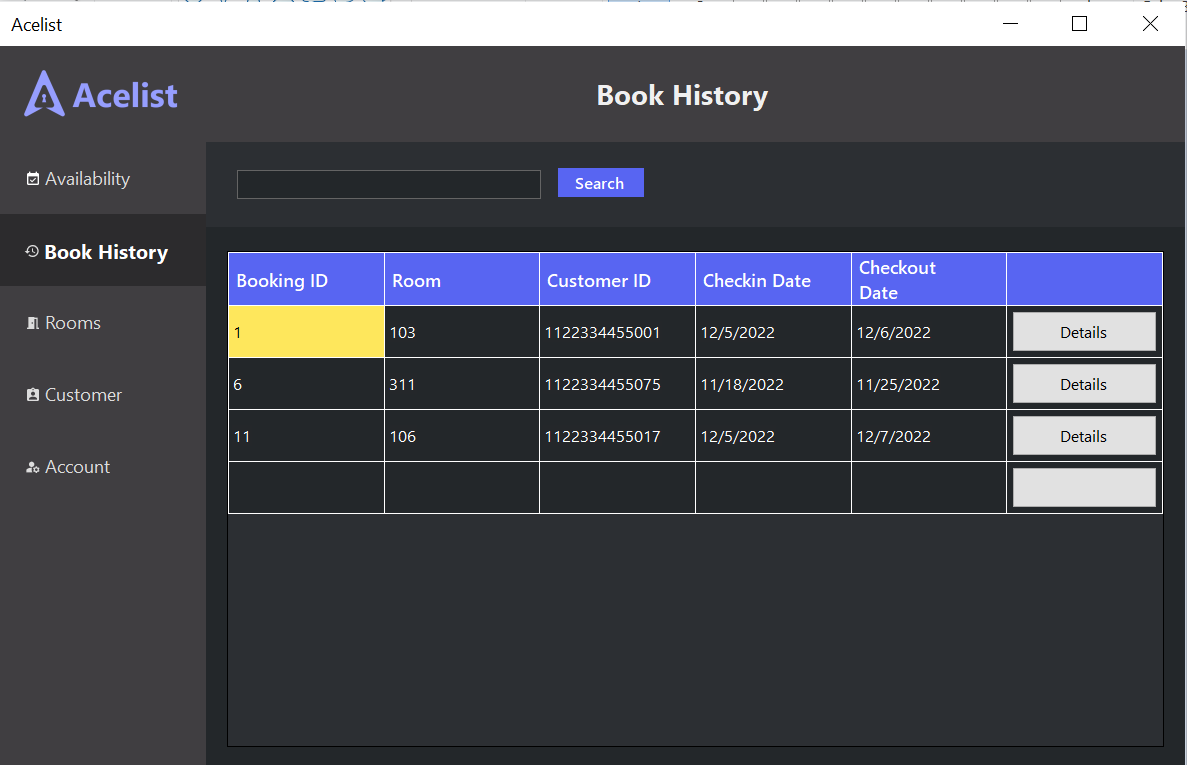 Acelist
Acelist
Book History
Availability
Book History
Rooms
Customer
Account
Search
Booking ID Room Customer ID Checkin Date Checkout
Date
1 103 1122334455001 12/5/2022 12/6/2022 Details
6 311 1122334455075 11/18/2022 11/25/2022 Details
11 106 1122334455017 12/5/2022 12/7/2022 Details